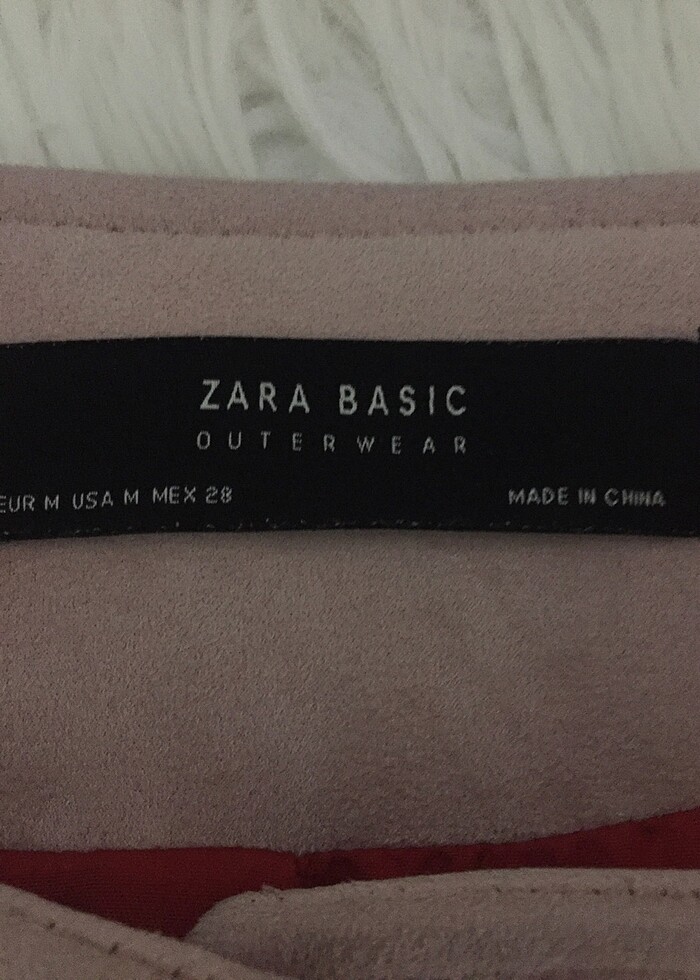 ZARA BASIC
OUTERWEAR
EUR M USA M MEX 28
MADE IN CHINA